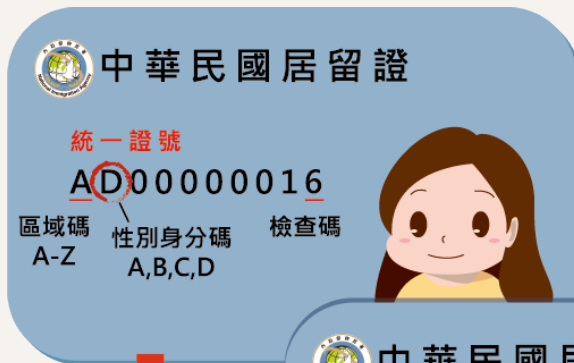 中華民國居留證
統一證號
AD00000016
區域碼
A-Z
性別身分碼
A,B,C,D
檢查碼
中華民國居